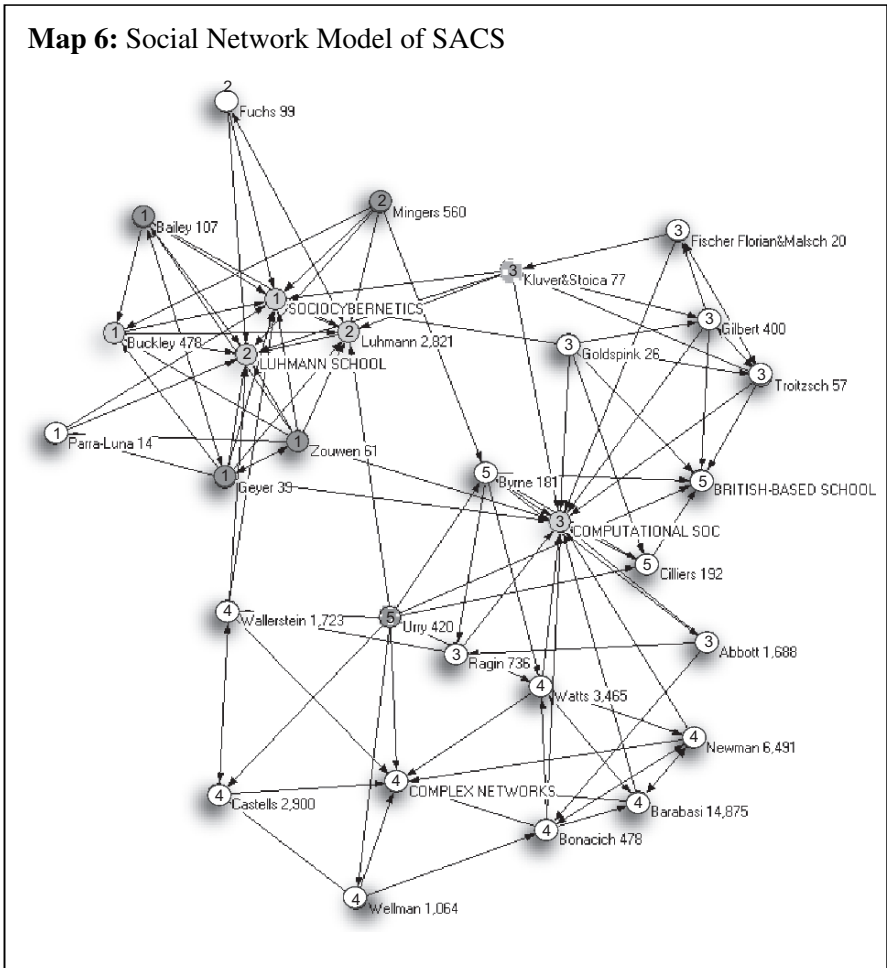 Map 6: Social Network Model of SACS
2
Fuchs 99
1
Bailey 107
2
Mingers 560
3
Fischer Florian&Malsch 20
3
Kluver&Stoica 77
1
SOCIOCYBERNETICS
3
Gilbert 400
1
Buckley 478
2
Luhmann 2,821
2
LUHMANN SCHOOL
3
Goldspink 26
3
Troitzsch 57
1
Parra-Luna 14
1
Zouwen 61
1
Geyer 39
5
Byrne 181
5
BRITISH-BASED SCHOOL
3
COMPUTATIONAL SOC
5
Cilliers 192
4
Wallerstein 1,723
5
Urry 420
3
Ragin 736
3
Abbott 1,688
4
Watts 3,465
4
Newman 6,491
4
Castells 2,900
4
COMPLEX NETWORKS
4
Barabasi 14,875
4
Bonacich 478
4
Wellman 1,064